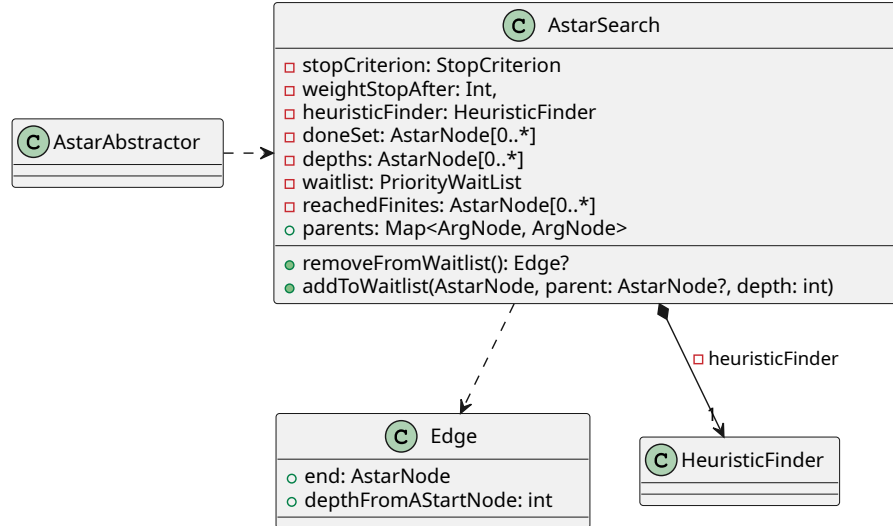 C AstarSearch
stopCriterion: StopCriterion
weightStopAfter: Int,
heuristicFinder: HeuristicFinder
doneSet: AstarNode[0..*]
depths: AstarNode[0..*]
waitlist: PriorityWaitList
reachedFinites: AstarNode[0..*]
parents: Map<ArgNode, ArgNode>
removeFromWaitlist(): Edge?
addToWaitlist(AstarNode, parent: AstarNode?, depth: int)
C AstarAbstractor
heuristicFinder
1
C Edge
end: AstarNode
depthFromAStartNode: int
C HeuristicFinder